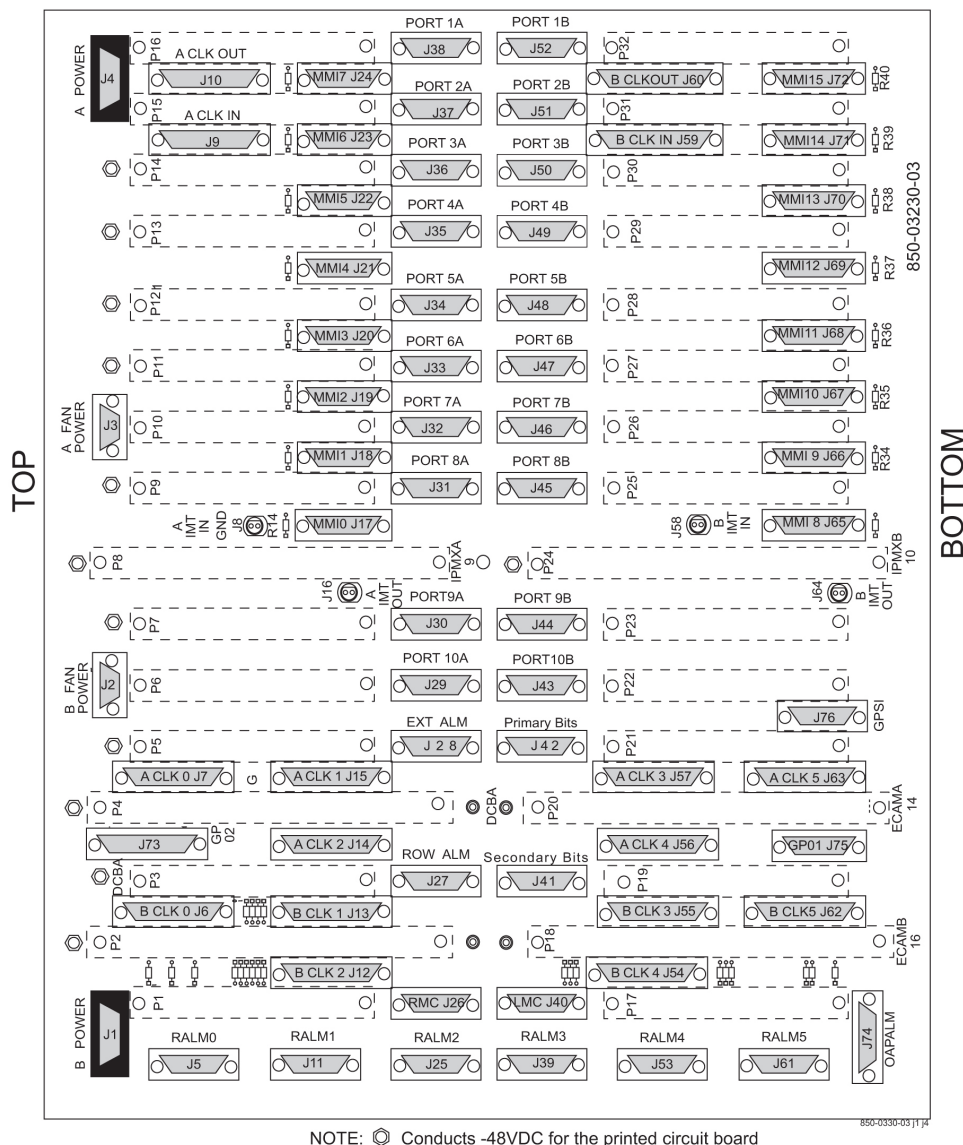 PORT 1A PORT 1B
P16 J38 J52 P32
A POWER J4 A CLK OUT
J10 MMI7 J24 B CLKOUT J60 MMI15 J72 R40
PORT 2A PORT 2B
P15 J37 J51 P31
A CLK IN
J9 MMI6 J23 B CLK IN J59 MMI14 J71 R39
PORT 3A PORT 3B
P14 J36 J50 P30
MMI5 J22 MMI13 J70 R38
PORT 4A PORT 4B
P13 J35 J49 P29
850-03230-03
MMI4 J21 MMI12 J69 R37
PORT 5A PORT 5B
P12 J34 J48 P28
MMI3 J20 MMI11 J68 R36
PORT 6A PORT 6B
P11 J33 J47 P27
MMI2 J19 MMI10 J67 R35
A FAN
POWER
J3
PORT 7A PORT 7B
P10 J32 J46 P26
MMI1 J18 MMI 9 J66 R34
PORT 8A PORT 8B
P9 J31 J45 P25
TOP
BOTTOM
A
IMT
IN
GND
J8
R14
MMI0 J17
J58
B
IMT
IN
MMI 8 J65
P8 IPMXA
9
P24 IPMXB
10
J16
A
IMT
OUT
J64
B
IMT
OUT
PORT9A PORT 9B
P7 J30 J44 P23
PORT 10A PORT10B
B FAN
POWER
J2
P6 J29 J43 P22
J76 GPSI
EXT ALM Primary Bits
P5 J 2 8 J 4 2 P21
A CLK 0 J7 G A CLK 1 J15 A CLK 3 J57 A CLK 5 J63
P4 DCBA P20 ECAMA
14
J73 GP
02
A CLK 2 J14 A CLK 4 J56 GP01 J75
ROW ALM Secondary Bits
DCBA P3 J27 J41 P19
B CLK 0 J6 B CLK 1 J13 B CLK 3 J55 B CLK5 J62
P2 P18 ECAMB
16
B CLK 2 J12 B CLK 4 J54
B POWER J1 P1 RMC J26 LMC J40 P17
RALM0 RALM1 RALM2 RALM3 RALM4 RALM5
J5 J11 J25 J39 J53 J61
J74 OAPALM
850-0330-03 j1 j4
NOTE: Conducts -48VDC for the printed circuit board